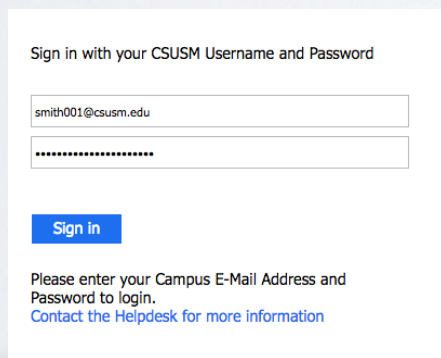 Sign in with your CSUSM Username and Password
smith001@csusm.edu
••••••••••••••••••••••
Sign in
Please enter your Campus E-Mail Address and
Password to login.
Contact the Helpdesk for more information